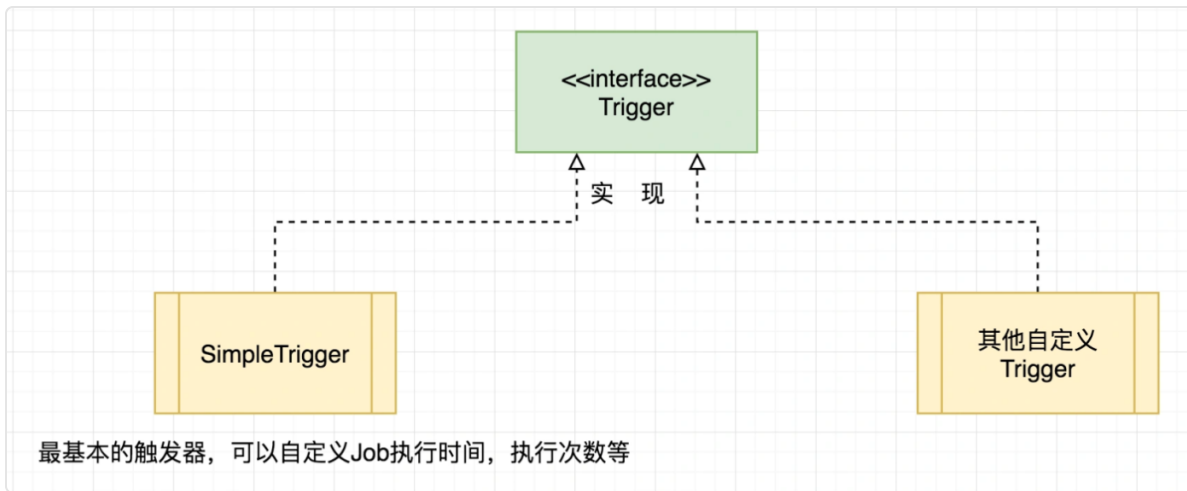 <<interface>>
Trigger
实 现
SimpleTrigger
其他自定义
Trigger
最基本的触发器，可以自定义Job执行时间，执行次数等